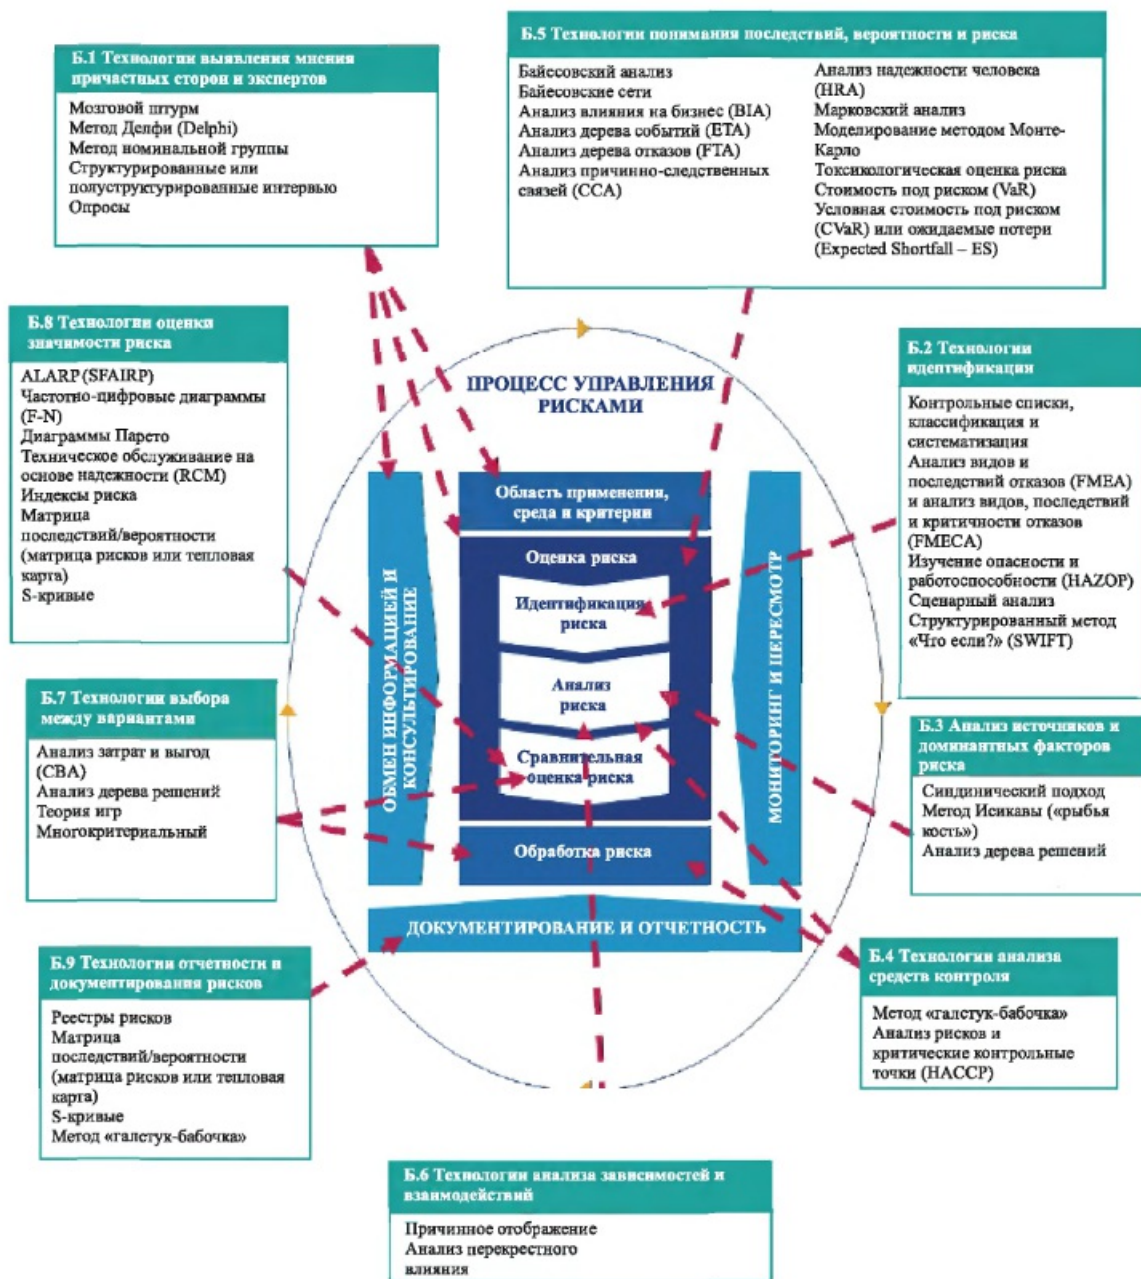 Б.1 Технологии выявления мнения
причастных сторон и экспертов
Мозговой штурм
Метод Делфи (Delphi)
Метод номинальной группы
Структурированные или
полуструктурированные интервью
Опросы
Б.5 Технологии понимания последствий, вероятности и риска
Байесовский анализ
Байесовские сети
Анализ влияния на бизнес (BIA)
Анализ дерева событий (ETA)
Анализ дерева отказов (FTA)
Анализ причинно-следственных
связей (CCA)
Анализ надежности человека
(HRA)
Марковский анализ
Моделирование методом Монте-
Карло
Токсикологическая оценка риска
Стоимость под риском (VaR)
Условная стоимость под риском
(CVaR) или ожидаемые потери
(Expected Shortfall – ES)
Б.8 Технологии оценки
значимости риска
ALARP (SFAIRP)
Частотно-цифровые диаграммы
(F-N)
Диаграммы Парето
Техническое обслуживание на
основе надежности (RCM)
Индексы риска
Матрица
последствий/вероятности
(матрица рисков или тепловая
карта)
S-кривые
ПРОЦЕСС УПРАВЛЕНИЯ
РИСКАМИ
Область применения,
среда и критерии
Оценка риска
Идентификация
риска
Анализ
риска
Сравнительная
оценка риска
Обработка риска
ОБМЕН ИНФОРМАЦИЕЙ И
КОНСУЛЬТИРОВАНИЕ
МОНИТОРИНГ И ПЕРЕСМОТР
ДОКУМЕНТИРОВАНИЕ И ОТЧЕТНОСТЬ
Б.2 Технологии
идентификации
Контрольные списки,
классификация и
систематизация
Анализ видов и
последствий отказов (FMEA)
и анализ видов, последствий
и критичности отказов
(FMECA)
Изучение опасности и
работоспособности (HAZOP)
Сценарный анализ
Структурированный метод
«Что если?» (SWIFT)
Б.7 Технологии выбора
между вариантами
Анализ затрат и выгод
(CBA)
Анализ дерева решений
Теория игр
Многокритериальный
Б.3 Анализ источников и
доминантных факторов
риска
Синдинический подход
Метод Исикавы («рыбья
кость»)
Анализ дерева решений
Б.9 Технологии отчетности и
документирования рисков
Реестры рисков
Матрица
последствий/вероятности
(матрица рисков или тепловая
карта)
S-кривые
Метод «галстук-бабочка»
Б.4 Технологии анализа
средств контроля
Метод «галстук-бабочка»
Анализ рисков и
критические контрольные
точки (HACCP)
Б.6 Технологии анализа зависимостей и
взаимодействий
Причинное отображение
Анализ перекрестного
влияния